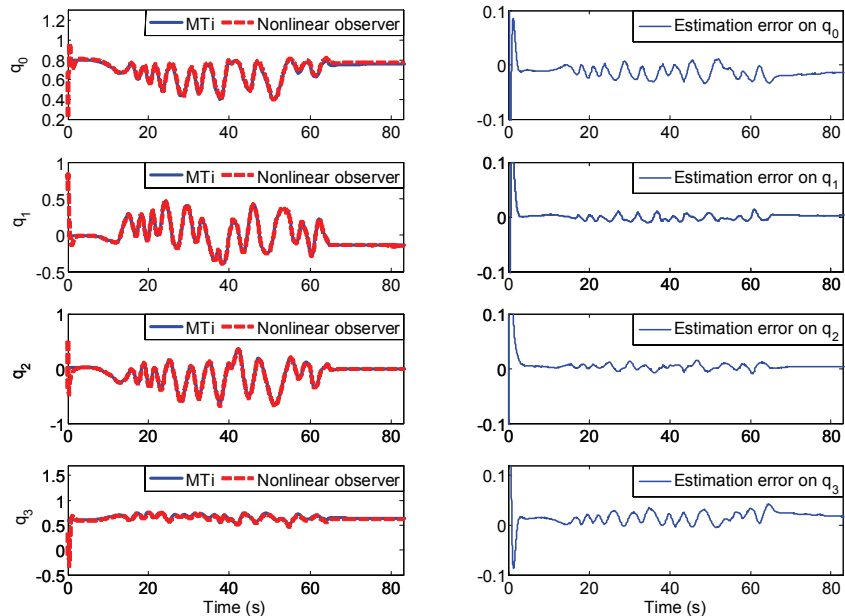 MTi Nonlinear observer
q0
1.2
1
0.8
0.6
0.4
0.2
0 20 40 60 80
Estimation error on q0
0.1
0
-0.1
0 20 40 60 80
MTi Nonlinear observer
q1
1
0.5
0
-0.5
0 20 40 60 80
Estimation error on q1
0.1
0
-0.1
0 20 40 60 80
MTi Nonlinear observer
q2
1
0
-1
0 20 40 60 80
Estimation error on q2
0.1
0
-0.1
0 20 40 60 80
MTi Nonlinear observer
q3
1.5
1
0.5
0
-0.5
0 20 40 60 80
Time (s)
Estimation error on q3
0.1
0
-0.1
0 20 40 60 80
Time (s)